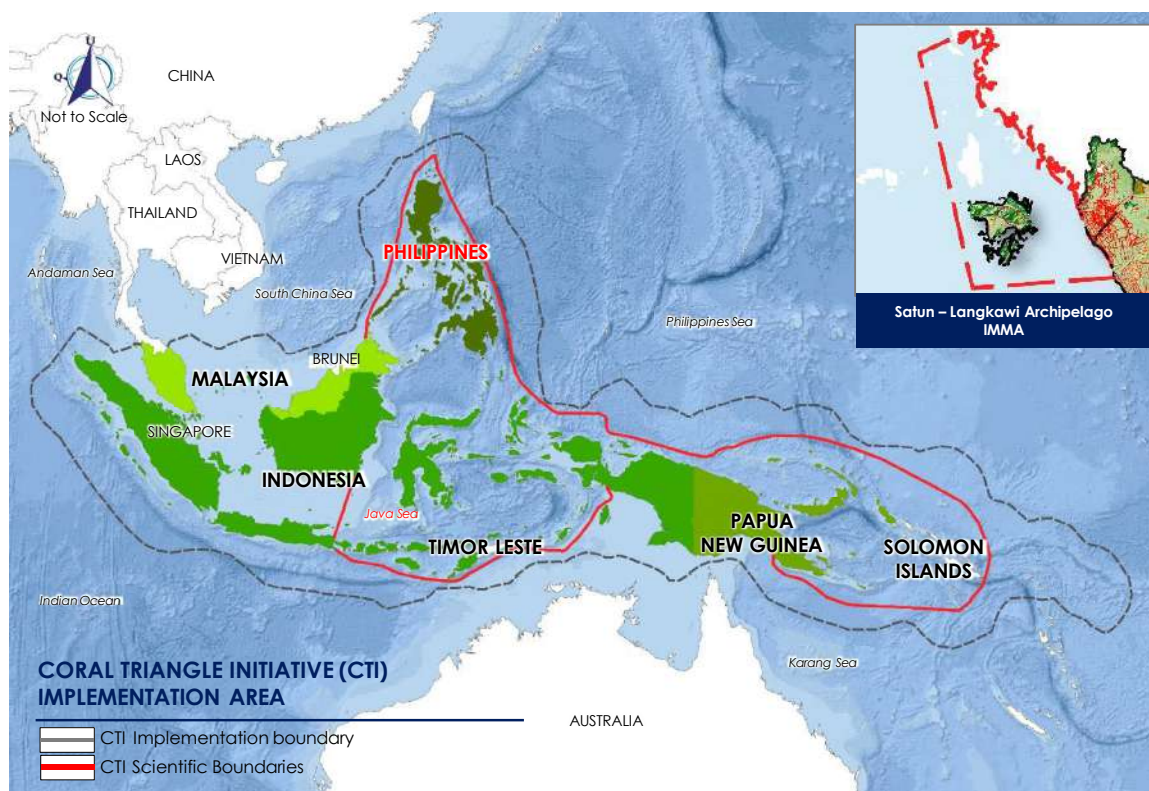 U
Q
Not to Scale
CHINA
LAOS
THAILAND
VIETNAM
Andaman Sea
South China Sea
PHILIPPINES
Philippines Sea
BRUNEI
MALAYSIA
SINGAPORE
INDONESIA
Java Sea
TIMOR LESTE
PAPUA
NEW GUINEA
SOLOMON
ISLANDS
Indian Ocean
Karang Sea
AUSTRALIA
Satun – Langkawi Archipelago
IMMA
CORAL TRIANGLE INITIATIVE (CTI)
IMPLEMENTATION AREA
CTI Implementation boundary
CTI Scientific Boundaries